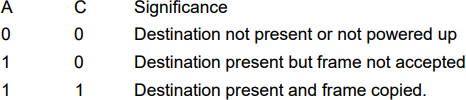 A C Significance
0 0 Destination not present or not powered up
1 0 Destination present but frame not accepted
1 1 Destination present and frame copied.